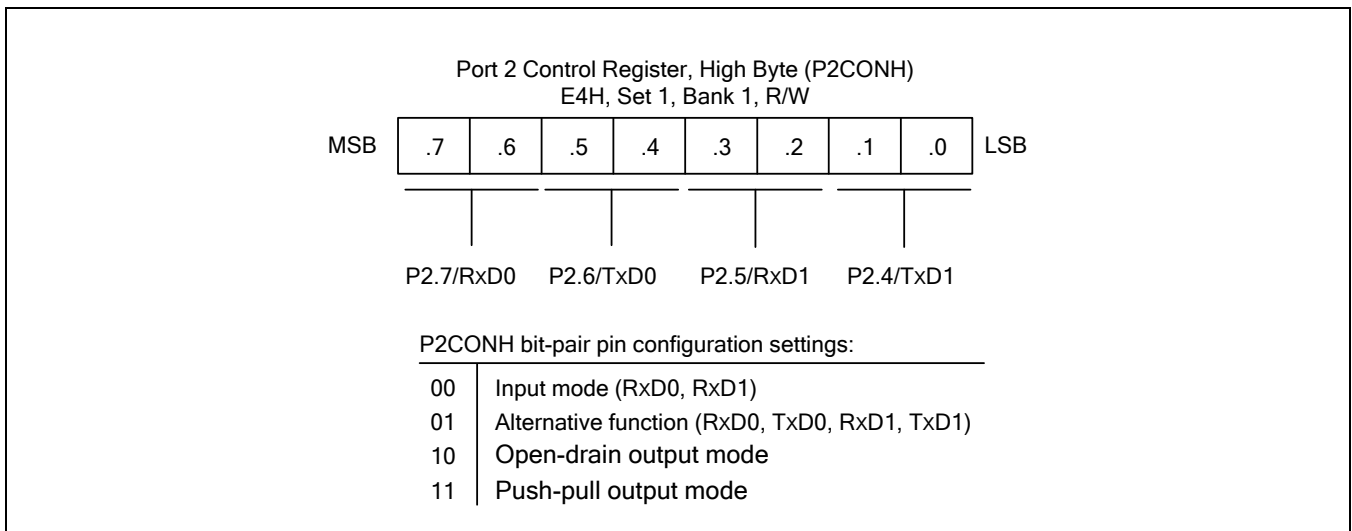 Port 2 Control Register, High Byte (P2CONH)
E4H, Set 1, Bank 1, R/W
MSB .7 .6 .5 .4 .3 .2 .1 .0 LSB
P2.7/RxD0 P2.6/TxD0 P2.5/RxD1 P2.4/TxD1
P2CONH bit-pair pin configuration settings:
00 Input mode (RxD0, RxD1)
01 Alternative function (RxD0, TxD0, RxD1, TxD1)
10 Open-drain output mode
11 Push-pull output mode